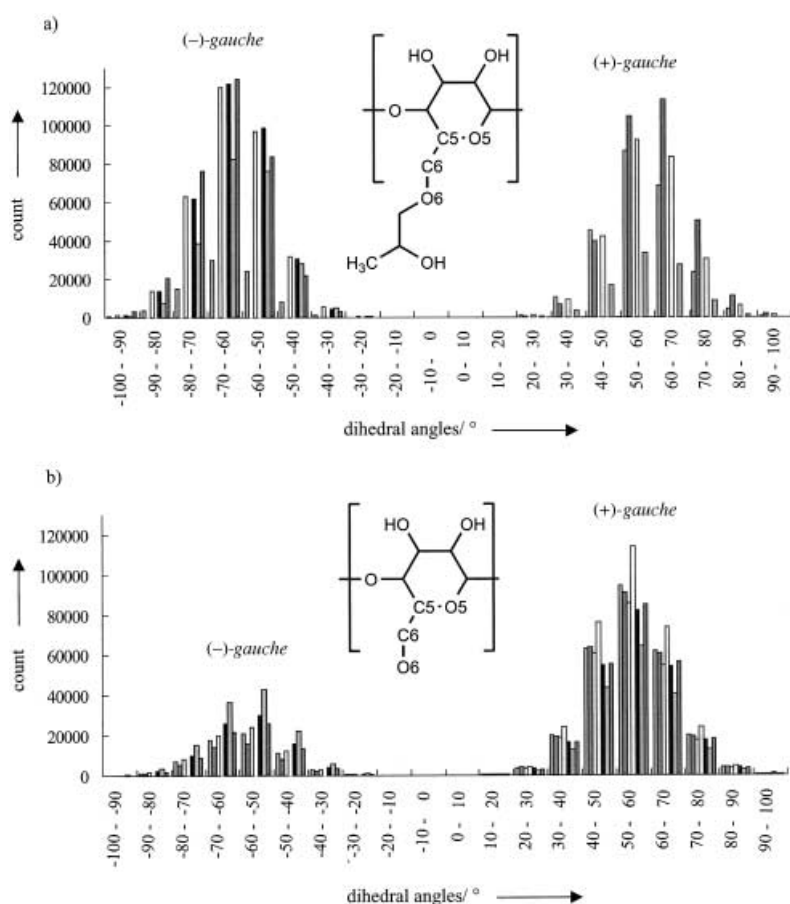 a)
(−)-gauche
(+)-gauche
HO
OH
O
C5
O5
C6
O6
H₃C
OH
count
120000
100000
80000
60000
40000
20000
0
-100 - -90
-90 - -80
-80 - -70
-70 - -60
-60 - -50
-50 - -40
-40 - -30
-30 - -20
-20 - -10
-10 - 0
0 - 10
10 - 20
20 - 30
30 - 40
40 - 50
50 - 60
60 - 70
70 - 80
80 - 90
90 - 100
dihedral angles/ °
b)
(−)-gauche
(+)-gauche
HO
OH
O
C5
O5
C6
O6
count
120000
100000
80000
60000
40000
20000
0
-100 - -90
-90 - -80
-80 - -70
-70 - -60
-60 - -50
-50 - -40
-40 - -30
-30 - -20
-20 - -10
-10 - 0
0 - 10
10 - 20
20 - 30
30 - 40
40 - 50
50 - 60
60 - 70
70 - 80
80 - 90
90 - 100
dihedral angles/ °